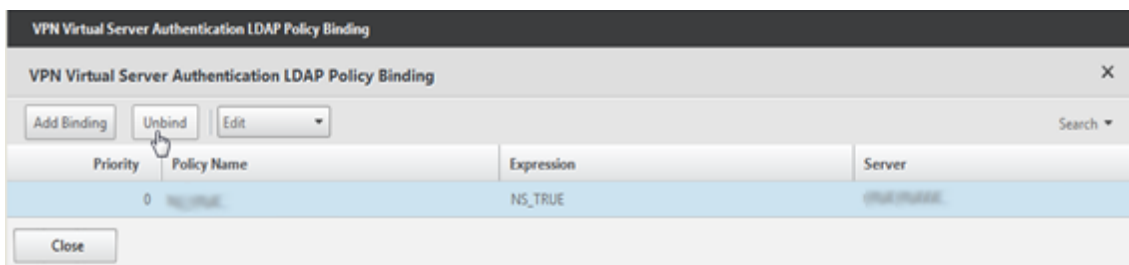 VPN Virtual Server Authentication LDAP Policy Binding
VPN Virtual Server Authentication LDAP Policy Binding ×
Add Binding Unbind Edit Search
Priority Policy Name Expression Server
0 NS_TRUE
Close